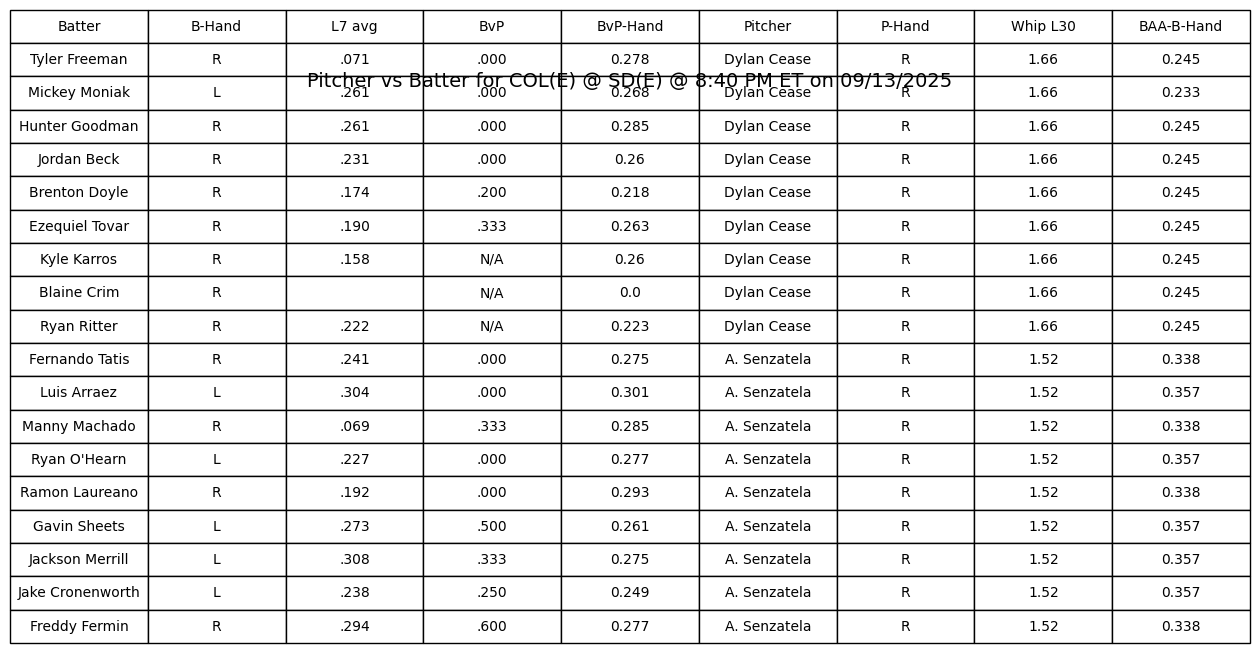 Batter B-Hand L7 avg BvP BvP-Hand Pitcher P-Hand Whip L30 BAA-B-Hand
Tyler Freeman R .071 .000 0.278 Dylan Cease R 1.66 0.245
Pitcher vs Batter for COL(E) @ SD(E) @ 8:40 PM ET on 09/13/2025
Mickey Moniak L .261 .000 0.268 Dylan Cease R 1.66 0.233
Hunter Goodman R .261 .000 0.285 Dylan Cease R 1.66 0.245
Jordan Beck R .231 .000 0.26 Dylan Cease R 1.66 0.245
Brenton Doyle R .174 .200 0.218 Dylan Cease R 1.66 0.245
Ezequiel Tovar R .190 .333 0.263 Dylan Cease R 1.66 0.245
Kyle Karros R .158 N/A 0.26 Dylan Cease R 1.66 0.245
Blaine Crim R N/A 0.0 Dylan Cease R 1.66 0.245
Ryan Ritter R .222 N/A 0.223 Dylan Cease R 1.66 0.245
Fernando Tatis R .241 .000 0.275 A. Senzatela R 1.52 0.338
Luis Arraez L .304 .000 0.301 A. Senzatela R 1.52 0.357
Manny Machado R .069 .333 0.285 A. Senzatela R 1.52 0.338
Ryan O'Hearn L .227 .000 0.277 A. Senzatela R 1.52 0.357
Ramon Laureano R .192 .000 0.293 A. Senzatela R 1.52 0.338
Gavin Sheets L .273 .500 0.261 A. Senzatela R 1.52 0.357
Jackson Merrill L .308 .333 0.275 A. Senzatela R 1.52 0.357
Jake Cronenworth L .238 .250 0.249 A. Senzatela R 1.52 0.357
Freddy Fermin R .294 .600 0.277 A. Senzatela R 1.52 0.338